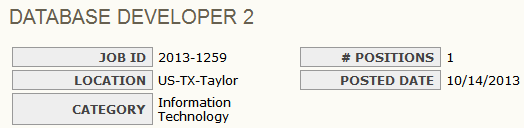 DATABASE DEVELOPER 2
JOB ID 2013-1259 # POSITIONS 1
LOCATION US-TX-Taylor POSTED DATE 10/14/2013
CATEGORY Information
Technology